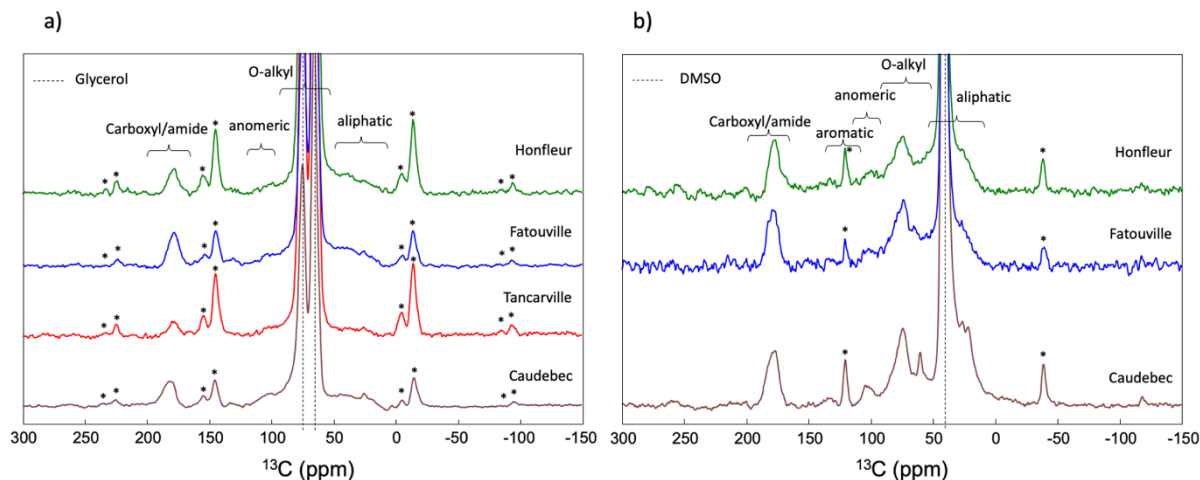 a)
Glycerol
O-alkyl
Carboxyl/amide
anomeric
aliphatic
Honfleur
Fatouville
Tancarville
Caudebec
* * * * * * * *
* * * * * * *
* * * * * * * *
* * * * * * * *
300 250 200 150 100 50 0 -50 -100 -150
13C (ppm)
b)
DMSO
O-alkyl
anomeric
aliphatic
Carboxyl/amide
aromatic
Honfleur
Fatouville
Caudebec
* *
* *
* *
300 250 200 150 100 50 0 -50 -100 -150
13C (ppm)